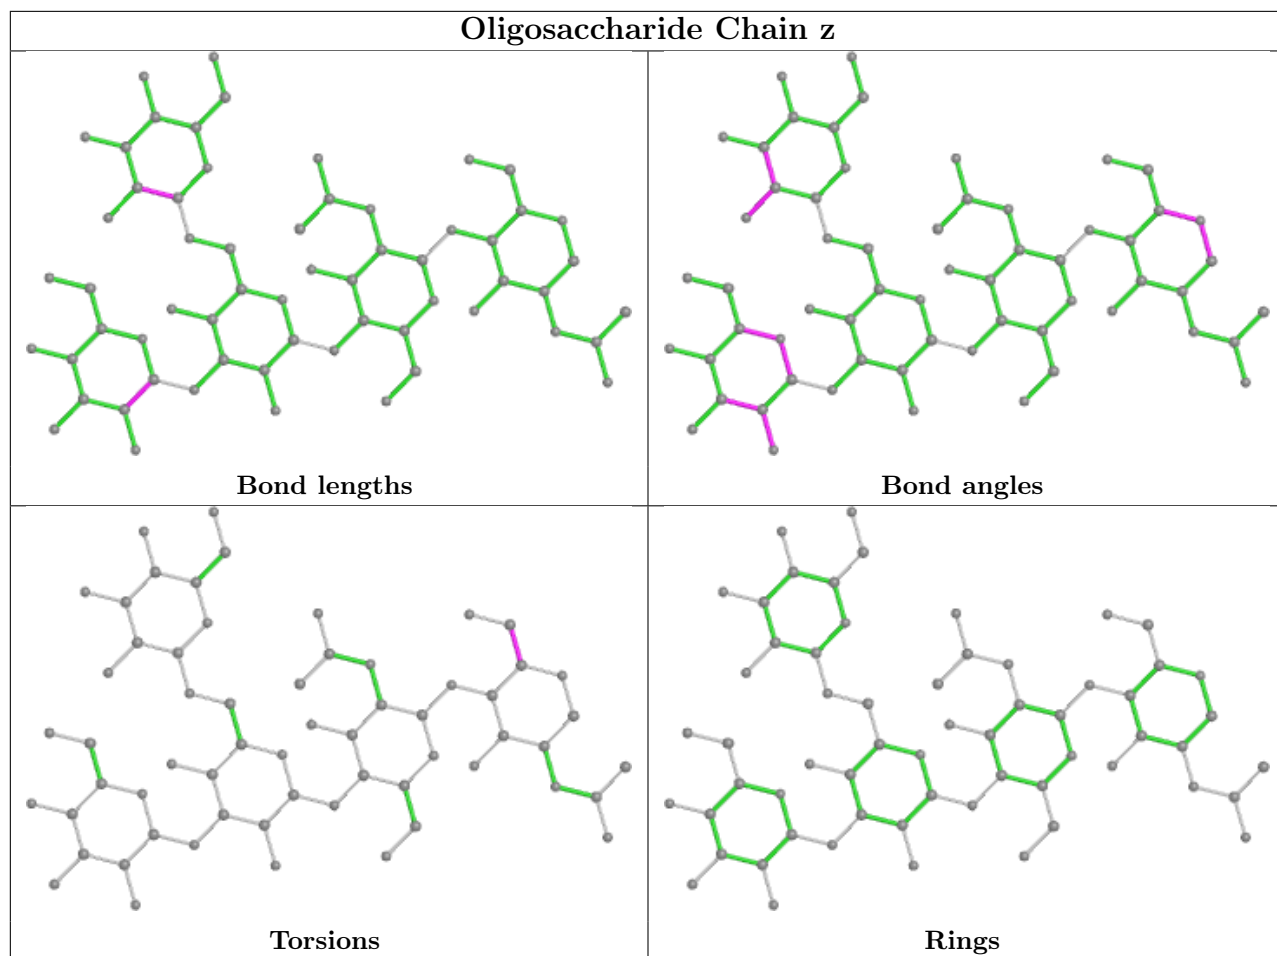 Oligosaccharide Chain z
Bond lengths
Bond angles
Torsions
Rings